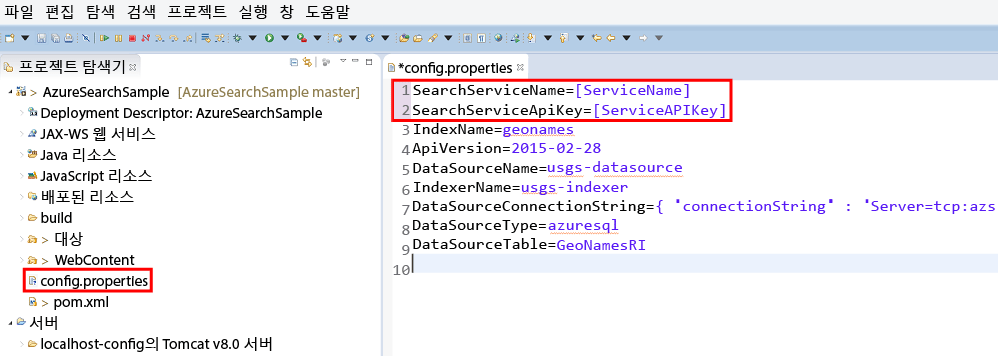 파일 편집 탐색 검색 프로젝트 실행 창 도움말
프로젝트 탐색기
AzureSearchSample [AzureSearchSample master]
Deployment Descriptor: AzureSearchSample
JAX-WS 웹 서비스
Java 리소스
JavaScript 리소스
배포된 리소스
build
> 대상
> WebContent
config.properties
> pom.xml
서버
localhost-config의 Tomcat v8.0 서버
*config.properties
1 SearchServiceName=[ServiceName]
2 SearchServiceApiKey=[ServiceAPIKey]
3 IndexName=geonames
4 ApiVersion=2015-02-28
5 DataSourceName=usgs-datasource
6 IndexerName=usgs-indexer
7 DataSourceConnectionString={ 'connectionString' : 'Server=tcp:azs
8 DataSourceType=azuresql
9 DataSourceTable=GeoNamesRI
10